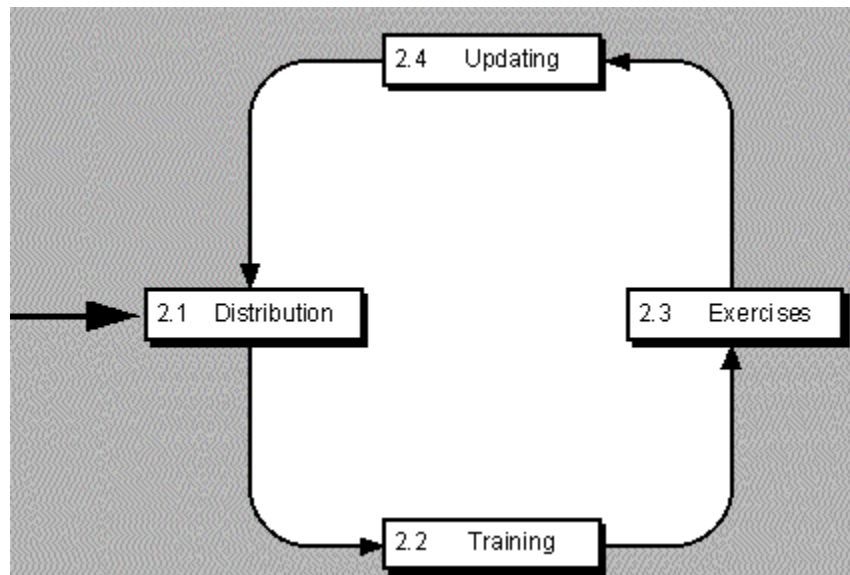 2.4 Updating
2.1 Distribution
2.3 Exercises
2.2 Training